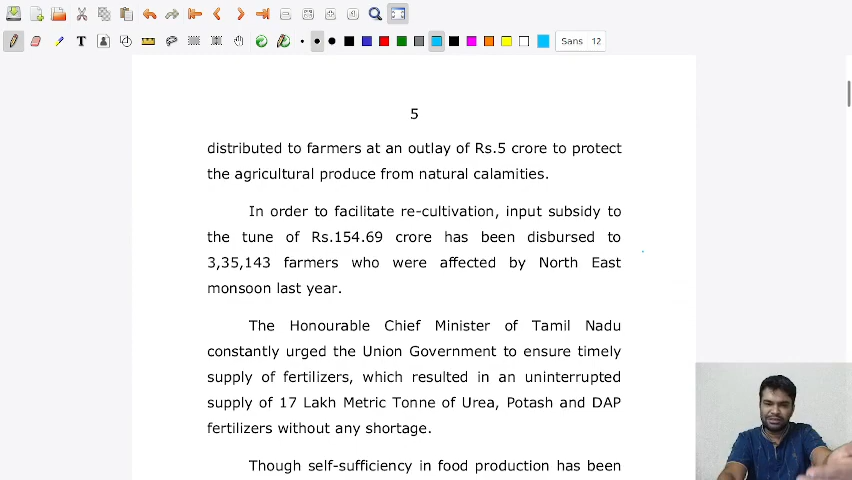 Sans 12
5
distributed to farmers at an outlay of Rs.5 crore to protect
the agricultural produce from natural calamities.
In order to facilitate re-cultivation, input subsidy to
the tune of Rs.154.69 crore has been disbursed to
3,35,143 farmers who were affected by North East
monsoon last year.
The Honourable Chief Minister of Tamil Nadu
constantly urged the Union Government to ensure timely
supply of fertilizers, which resulted in an uninterrupted
supply of 17 Lakh Metric Tonne of Urea, Potash and DAP
fertilizers without any shortage.
Though self-sufficiency in food production has been